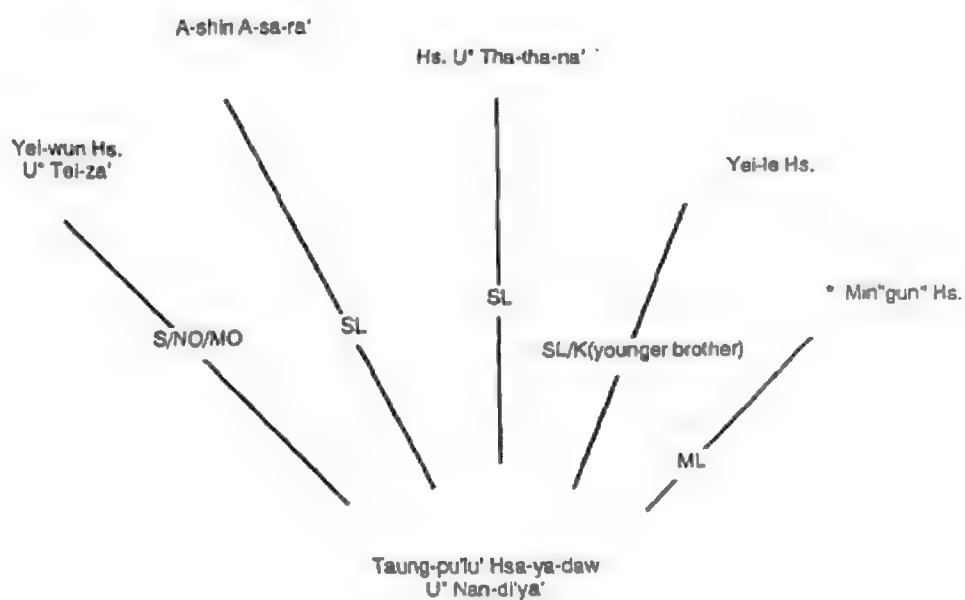 A-shin A-sa-ra'
Hs. U" Tha-tha-na'
Yei-wun Hs.
U" Tei-za'
Yei-le Hs.
* Min"gun" Hs.
SL
S/NO/MO
SL
SL/K(younger brother)
ML
Taung-pu'lu' Hsa-ya-daw
U" Nan-di'ya'